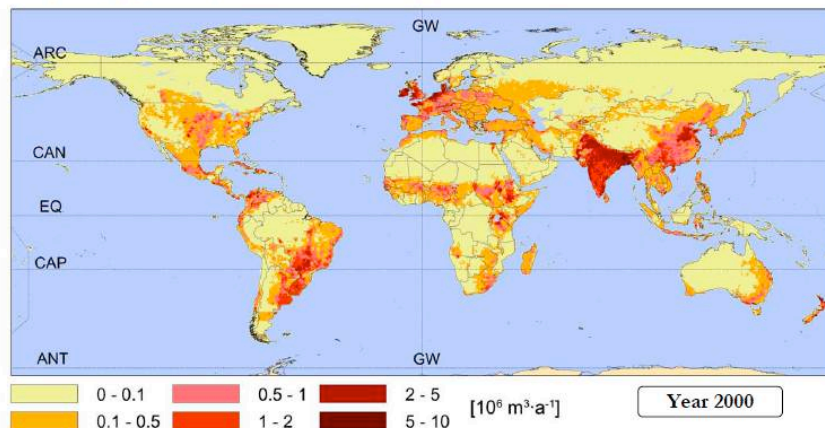 GW
ARC
CAN
EQ
CAP
ANT GW
0 - 0.1 0.5 - 1 2 - 5 [10⁶ m³·a⁻¹] Year 2000
0.1 - 0.5 1 - 2 5 - 10